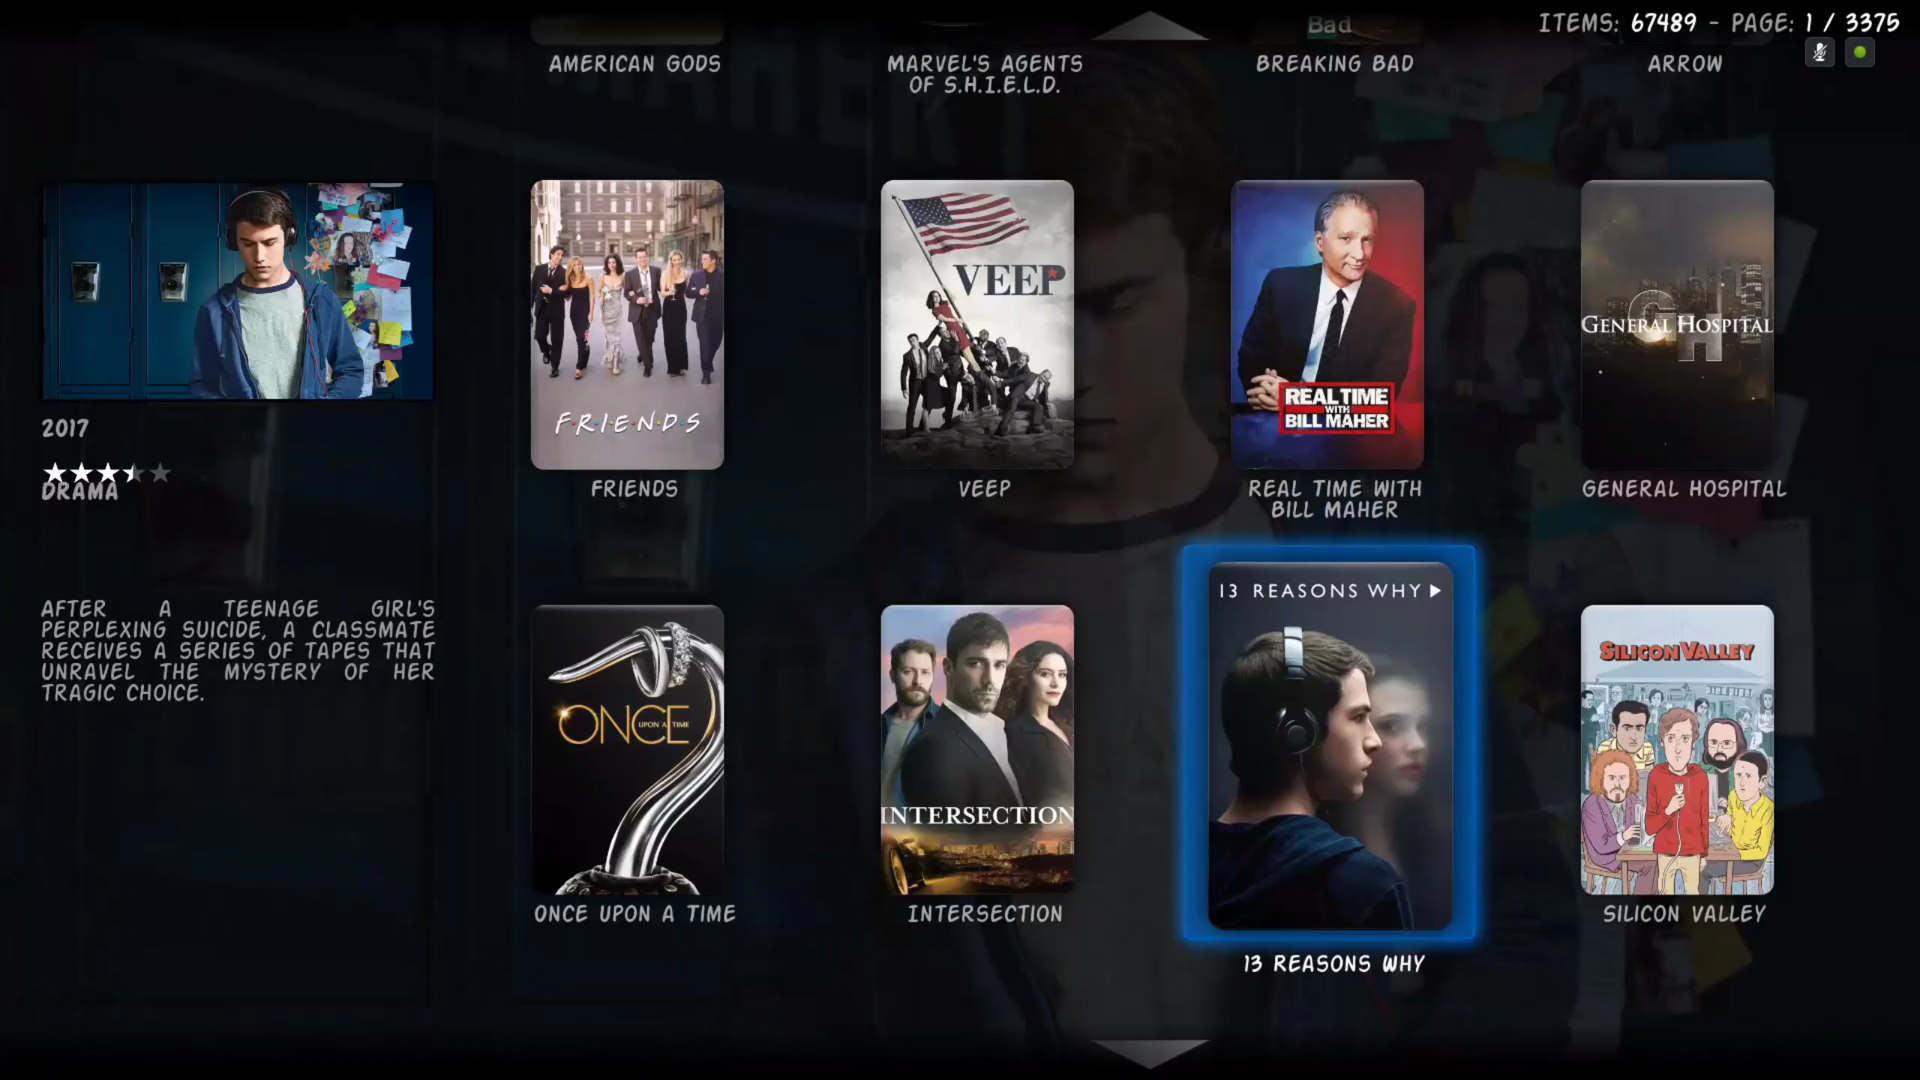 Bad
ITEMS: 67489 - PAGE: 1 / 3375
AMERICAN GODS
MARVEL'S AGENTS
OF S.H.I.E.L.D.
BREAKING BAD
ARROW
2017
DRAMA
AFTER A TEENAGE GIRL'S
PERPLEXING SUICIDE, A CLASSMATE
RECEIVES A SERIES OF TAPES THAT
UNRAVEL THE MYSTERY OF HER
TRAGIC CHOICE.
F·R·I·E·N·D·S
FRIENDS
VEEP
VEEP
REAL TIME
WITH
BILL MAHER
REAL TIME WITH
BILL MAHER
GH
GENERAL HOSPITAL
GENERAL HOSPITAL
ONCE UPON A TIME
ONCE UPON A TIME
INTERSECTION
INTERSECTION
13 REASONS WHY
13 REASONS WHY
SILICON VALLEY
SILICON VALLEY